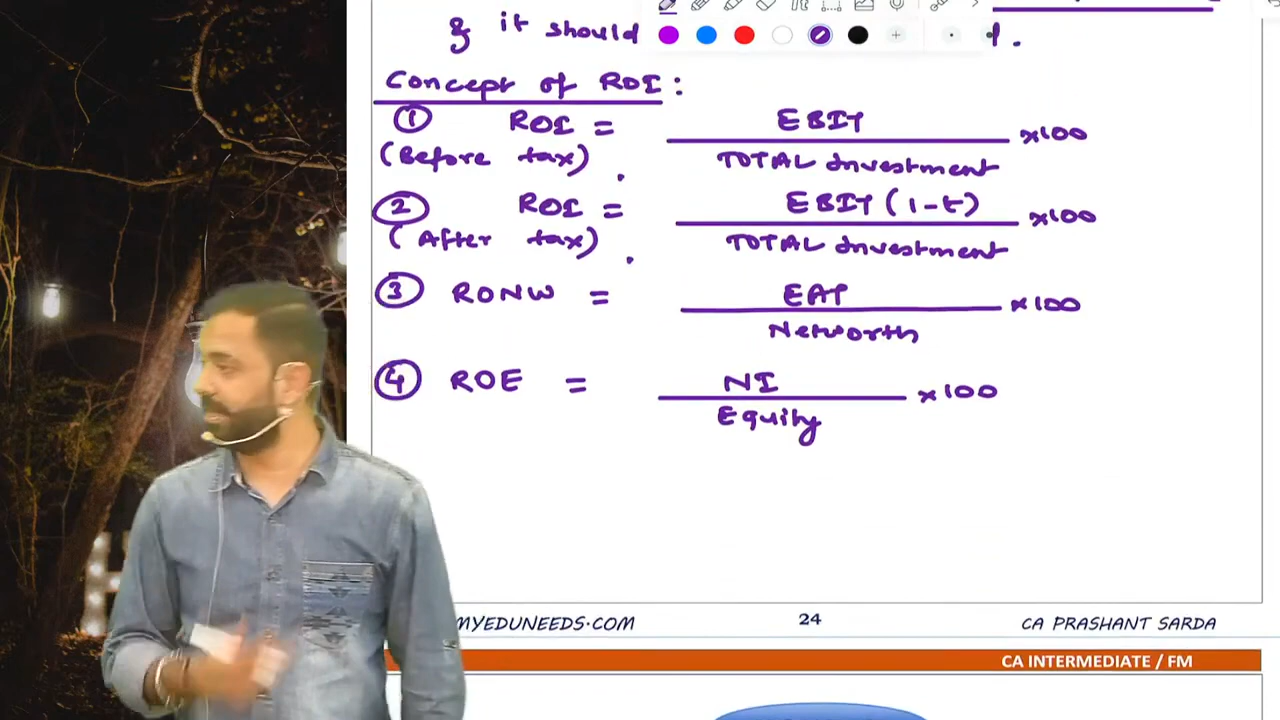 & it should
Concept of ROI:
① ROI = EBIT ×100
(Before tax). TOTAL Investment
② ROI = EBIT (1-t) ×100
(After tax). TOTAL Investment
③ RONW = EAT ×100
Networth
④ ROE = NI ×100
Equity
MYEDUNEEDS.COM 24 CA PRASHANT SARDA
CA INTERMEDIATE / FM